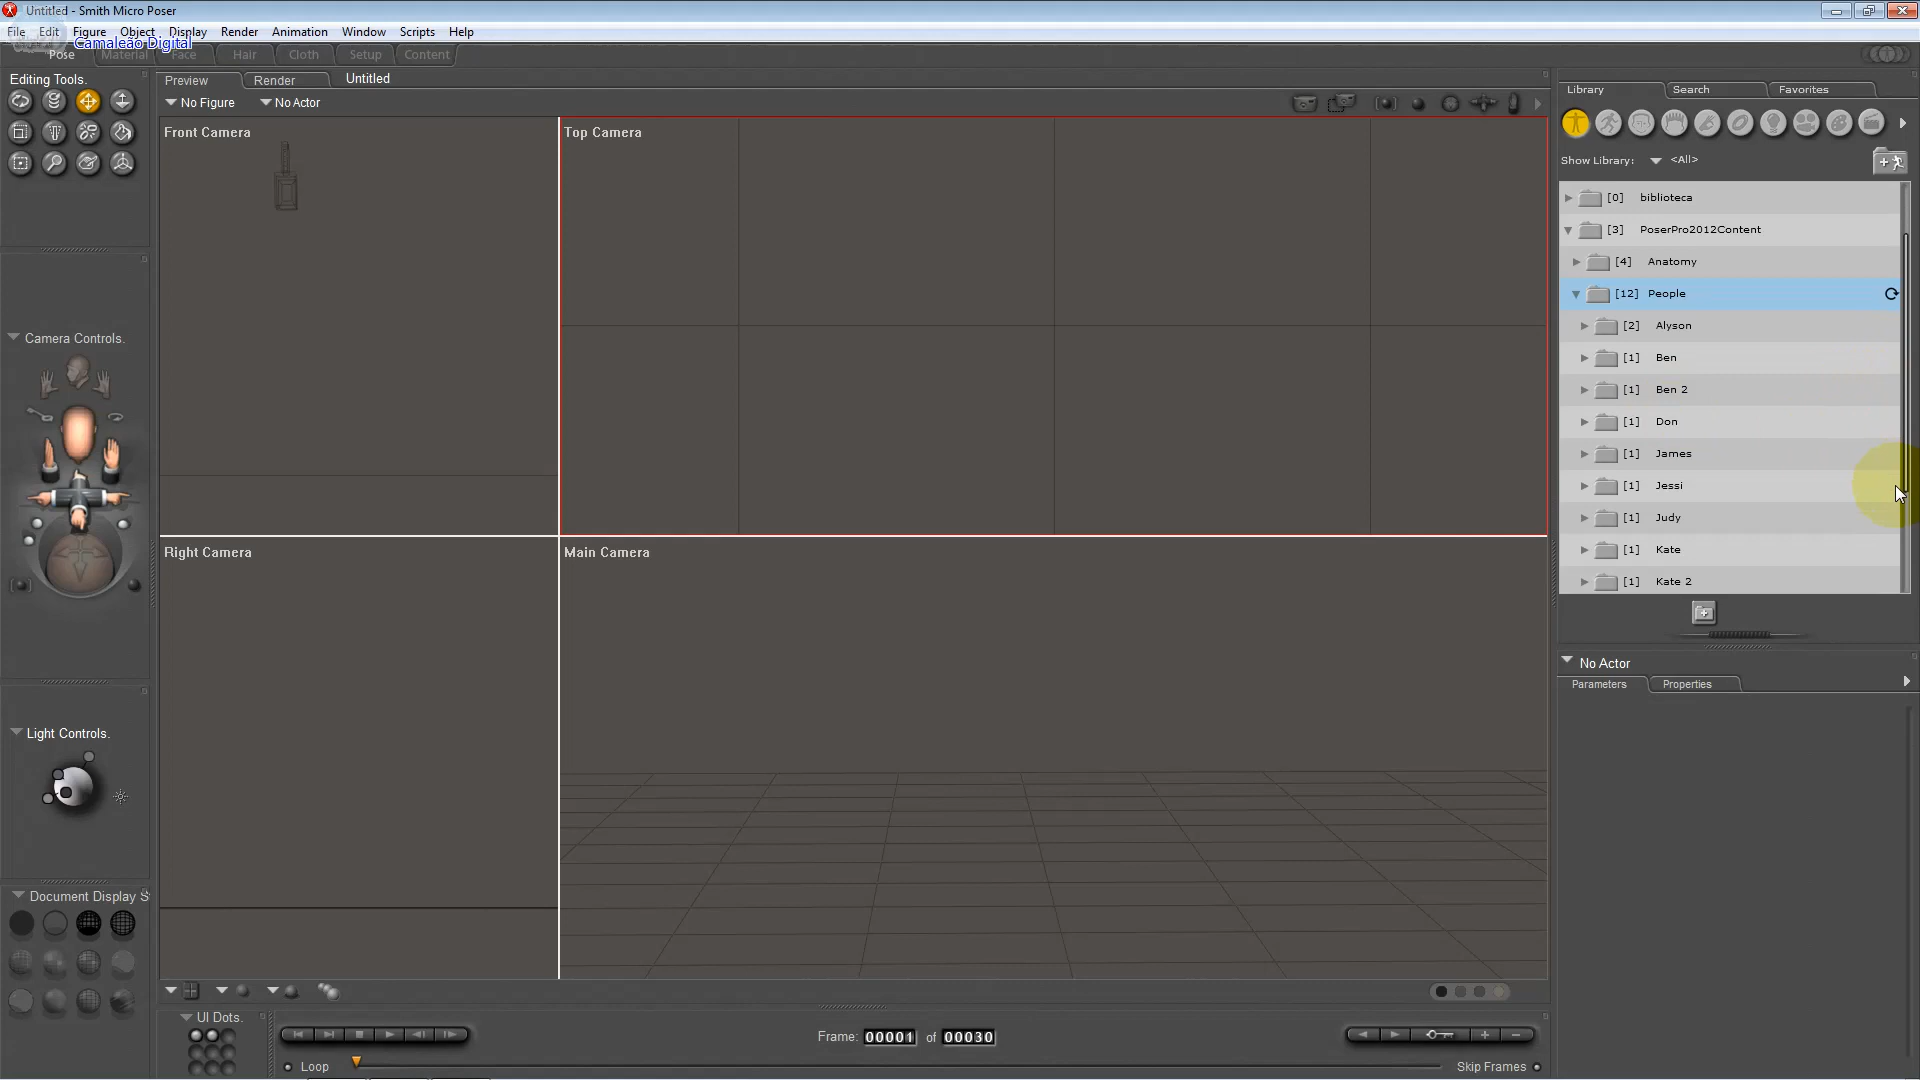 Untitled - Smith Micro Poser
File Edit Figure Object Display Render Animation Window Scripts Help
Camaleão Digital
Pose Material Face Hair Cloth Setup Content
Editing Tools.
Preview Render Untitled
No Figure No Actor
Front Camera
Top Camera
Right Camera
Main Camera
Camera Controls.
Light Controls.
Document Display S
UI Dots.
Loop
Frame: 00001 of 00030
Skip Frames
Library Search Favorites
Show Library: <All>
[0] biblioteca
[3] PoserPro2012Content
[4] Anatomy
[12] People
[2] Alyson
[1] Ben
[1] Ben 2
[1] Don
[1] James
[1] Jessi
[1] Judy
[1] Kate
[1] Kate 2
No Actor
Parameters Properties